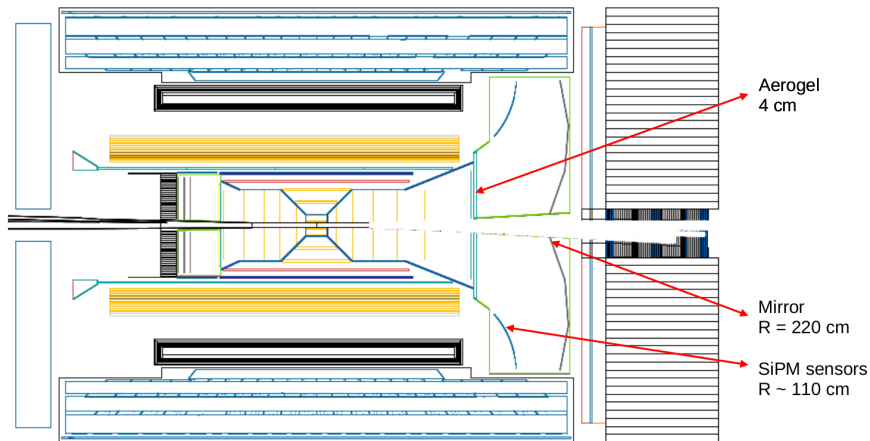 Aerogel
4 cm
Mirror
R = 220 cm
SiPM sensors
R ~ 110 cm